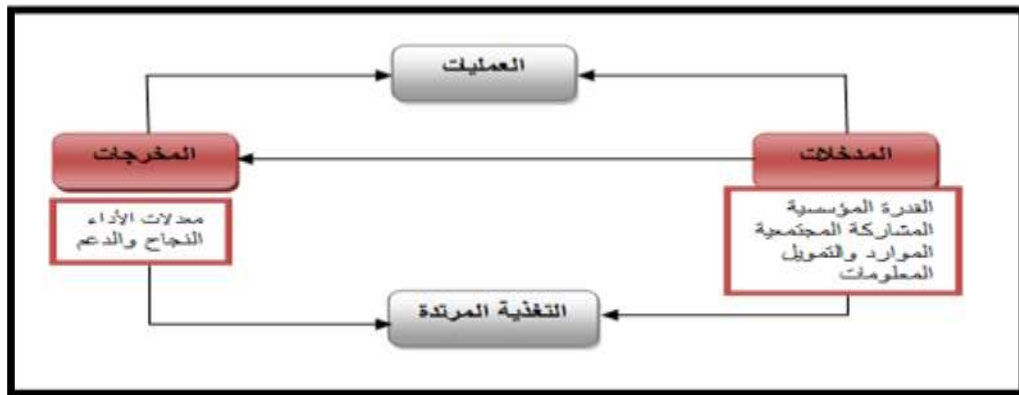 العمليات
المدخلات
المخرجات
القدرة المؤسسية
المشاركة المجتمعية
الموارد والتمويل
المعلومات
معدلات الأداء
النجاح والدعم
التغذية المرتدة